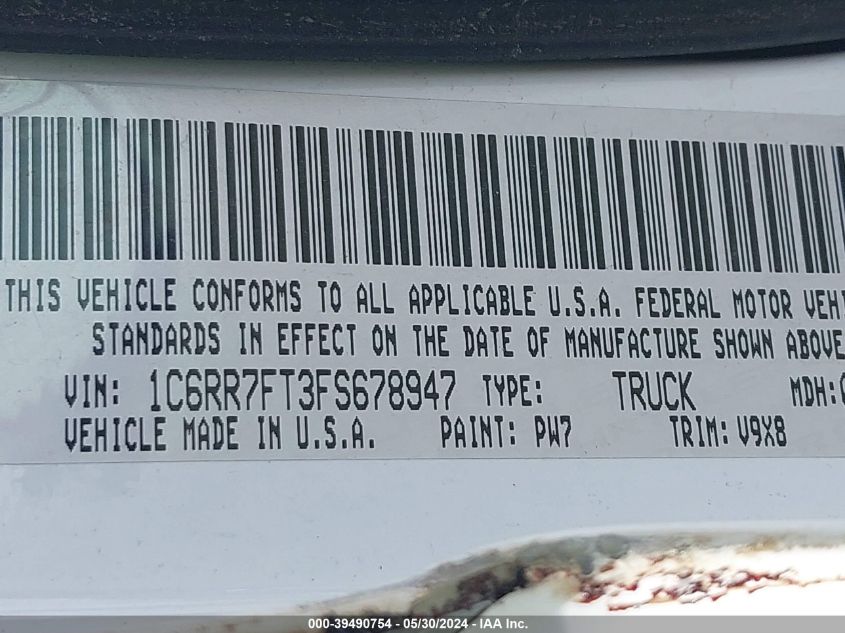 THIS VEHICLE CONFORMS TO ALL APPLICABLE U.S.A. FEDERAL MOTOR
STANDARDS IN EFFECT ON THE DATE OF MANUFACTURE SHOWN ABOVE
VIN: 1C6RR7FT3FS678947 TYPE: TRUCK MDH:
VEHICLE MADE IN U.S.A. PAINT: PW7 TRIM: V9X8
000-39490754 - 05/30/2024 - IAA Inc.